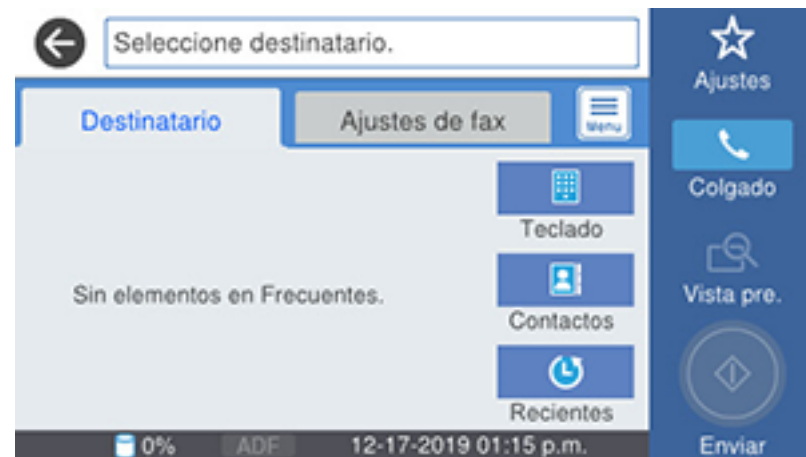 Seleccione destinatario.
Ajustes
Destinatario
Ajustes de fax
Menu
Colgado
Teclado
Sin elementos en Frecuentes.
Contactos
Vista pre.
Recientes
0%
ADF
12-17-2019 01:15 p.m.
Enviar